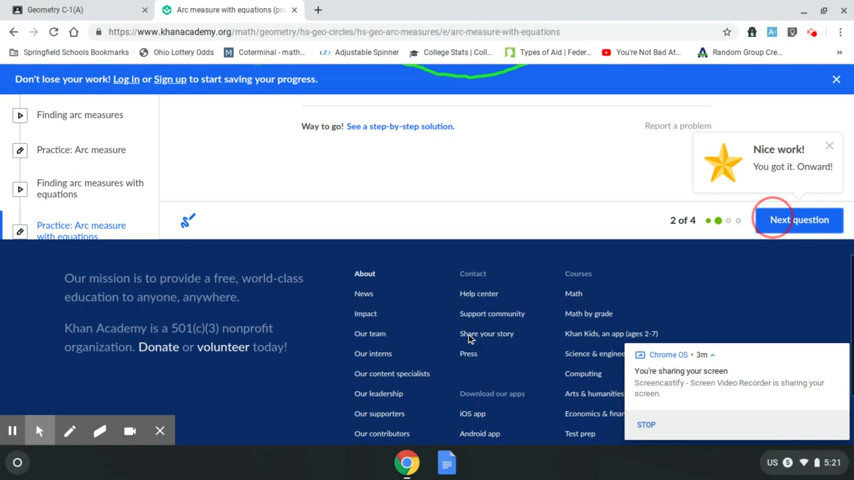 Geometry C-1(A)
Arc measure with equations (pra
https://www.khanacademy.org/math/geometry/hs-geo-circles/hs-geo-arc-measures/e/arc-measure-with-equations
Springfield Schools Bookmarks
Ohio Lottery Odds
Coterminal - math...
Adjustable Spinner
College Stats | Coll...
Types of Aid | Feder...
You're Not Bad At...
Random Group Cre...
»
Don't lose your work! Log in or Sign up to start saving your progress.
Finding arc measures
Practice: Arc measure
Finding arc measures with
equations
Practice: Arc measure
with equations
Way to go! See a step-by-step solution.
Report a problem
Nice work!
You got it. Onward!
2 of 4
Next question
Our mission is to provide a free, world-class
education to anyone, anywhere.
Khan Academy is a 501(c)(3) nonprofit
organization. Donate or volunteer today!
About
News
Impact
Our team
Our interns
Our content specialists
Our leadership
Our supporters
Our contributors
Contact
Help center
Support community
Share your story
Press
Download our apps
iOS app
Android app
Courses
Math
Math by grade
Khan Kids, an app (ages 2-7)
Science & enginee
Computing
Arts & humanities
Economics & finan
Test prep
Chrome OS • 3m
You're sharing your screen
Screencastify - Screen Video Recorder is sharing your
screen.
STOP
US 5 5:21